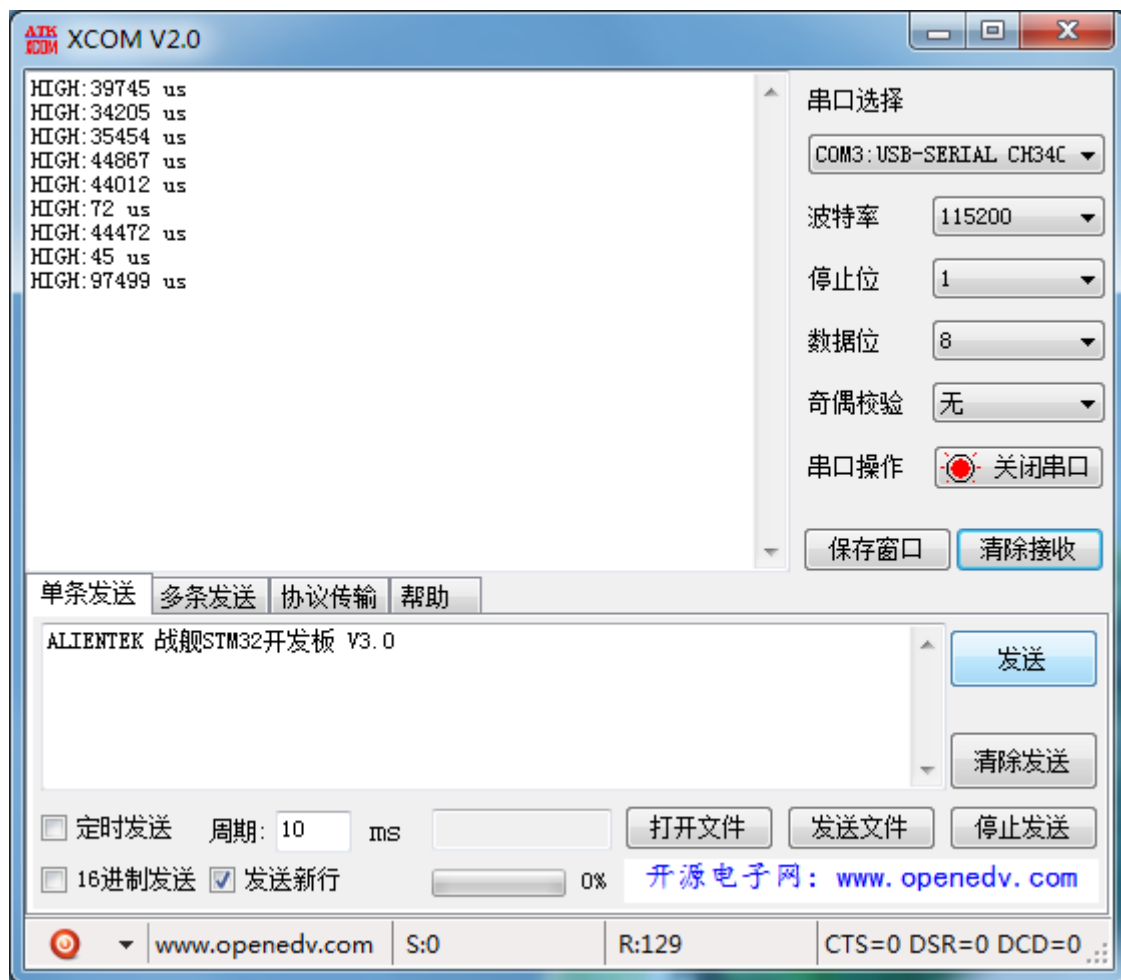 ATK XCOM XCOM V2.0
HIGH:39745 us
HIGH:34205 us
HIGH:35454 us
HIGH:44867 us
HIGH:44012 us
HIGH:72 us
HIGH:44472 us
HIGH:45 us
HIGH:97499 us
串口选择
COM3:USB-SERIAL CH34
波特率 115200
停止位 1
数据位 8
奇偶校验 无
串口操作 关闭串口
保存窗口 清除接收
单条发送 多条发送 协议传输 帮助
ALIENTEK 战舰STM32开发板 V3.0
发送
清除发送
定时发送 周期: 10 ms 打开文件 发送文件 停止发送
16进制发送 发送新行 0% 开源电子网: www.openedv.com
www.openedv.com S:0 R:129 CTS=0 DSR=0 DCD=0